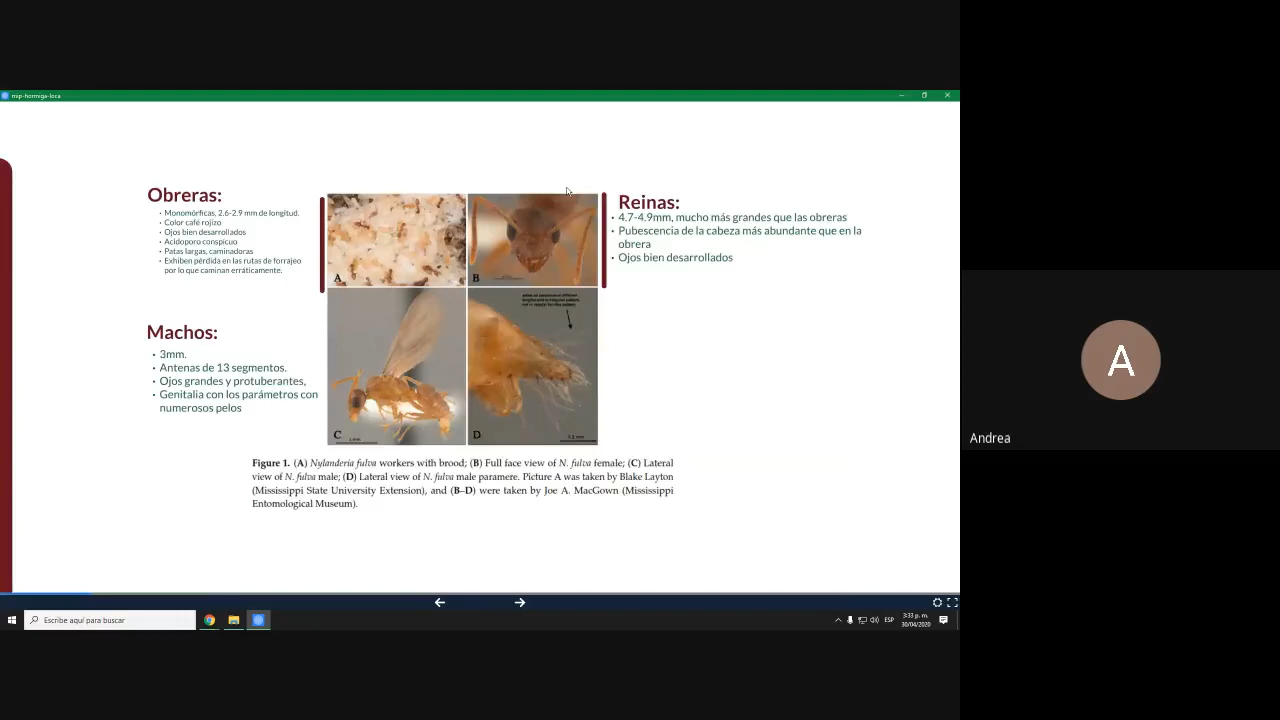 mip-hormiga-loca
Obreras:
• Monomórficas, 2.6-2.9 mm de longitud.
• Color café rojizo
• Ojos bien desarrollados
• Acidoporo conspicuo
• Patas largas, caminadoras
• Exhiben pérdida en las rutas de forrajeo
por lo que caminan erráticamente.
Machos:
• 3mm.
• Antenas de 13 segmentos.
• Ojos grandes y protuberantes,
• Genitalia con los parámetros con
numerosos pelos
A
B
C
D
Reinas:
• 4.7-4.9mm, mucho más grandes que las obreras
• Pubescencia de la cabeza más abundante que en la
obrera
• Ojos bien desarrollados
Figure 1. (A) Nylanderia fulva workers with brood; (B) Full face view of N. fulva female; (C) Lateral
view of N. fulva male; (D) Lateral view of N. fulva male paramere. Picture A was taken by Blake Layton
(Mississippi State University Extension), and (B–D) were taken by Joe A. MacGown (Mississippi
Entomological Museum).
A
Andrea
Escribe aquí para buscar
ESP
3:33 p. m.
30/04/2020